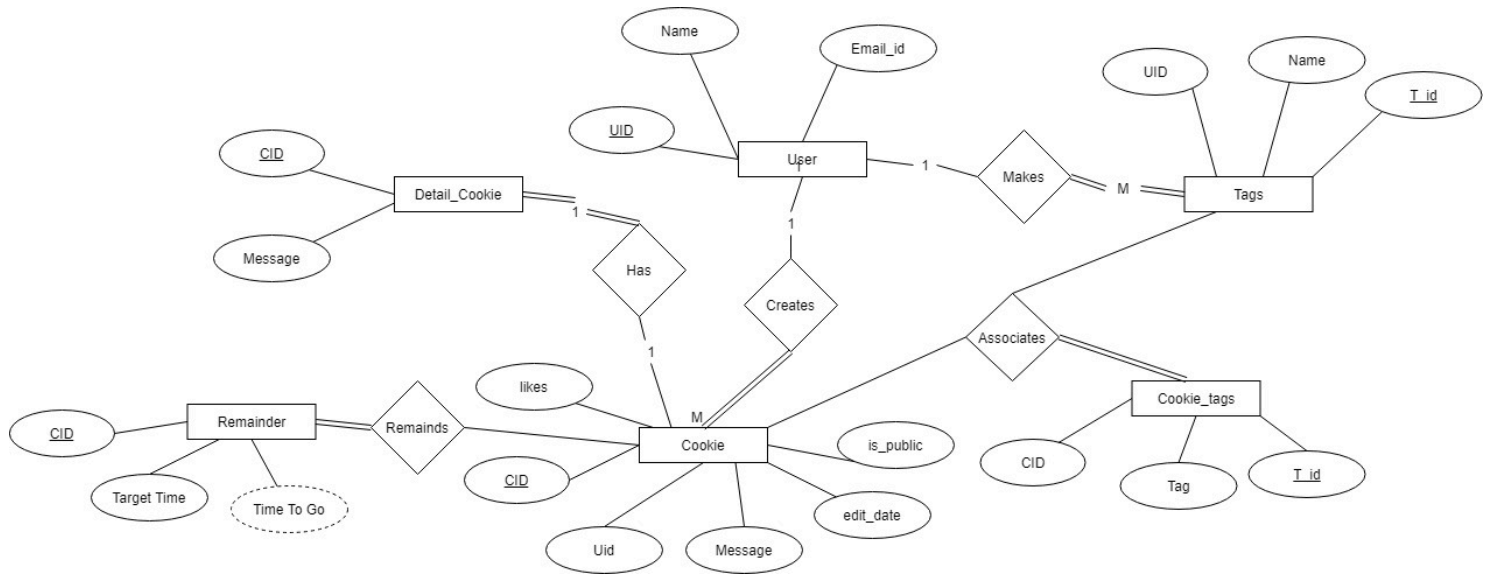 Name
Email_id
UID
Name
T_id
UID
CID
User
1
1
Makes
M
Tags
Detail_Cookie
1
1
Message
Has
Creates
Associates
1
likes
Cookie_tags
Remainder
Remainds
M
CID
Cookie
is_public
CID
CID
Tag
T_id
Target Time
Time To Go
edit_date
Uid
Message